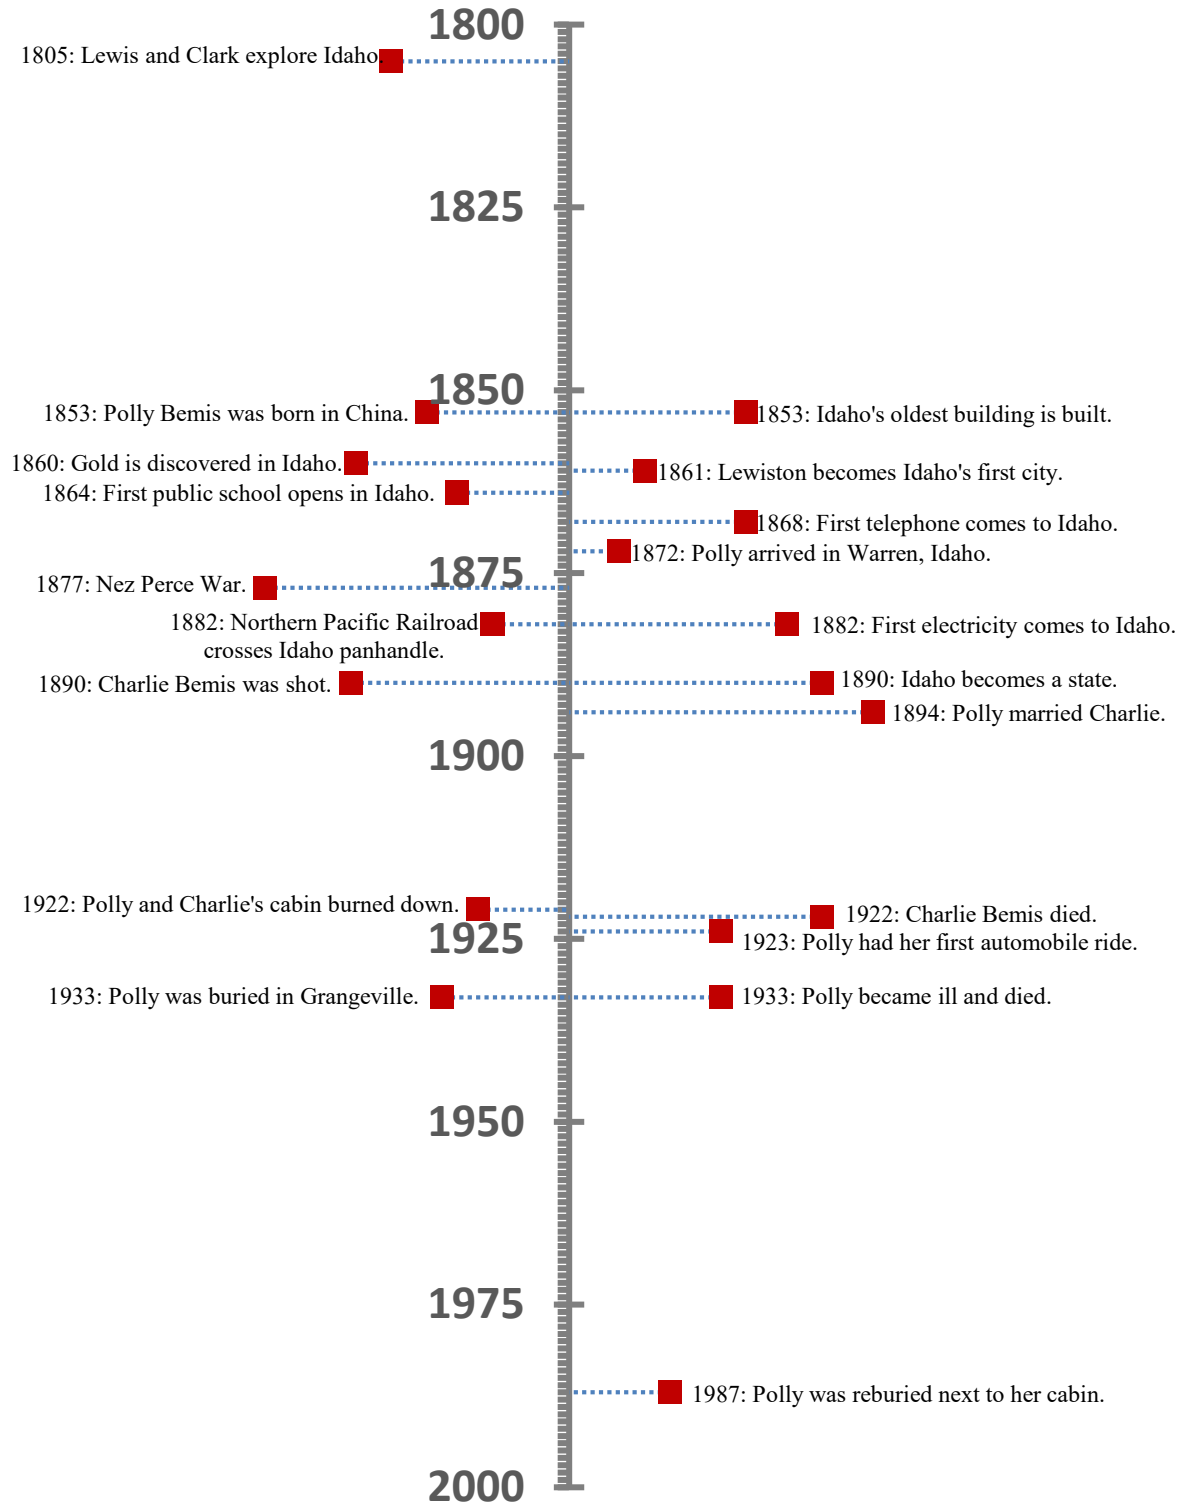 1800
1805: Lewis and Clark explore Idaho.
1825
1850
1853: Polly Bemis was born in China.
1853: Idaho's oldest building is built.
1860: Gold is discovered in Idaho.
1861: Lewiston becomes Idaho's first city.
1864: First public school opens in Idaho.
1868: First telephone comes to Idaho.
1872: Polly arrived in Warren, Idaho.
1875
1877: Nez Perce War.
1882: Northern Pacific Railroad
crosses Idaho panhandle.
1882: First electricity comes to Idaho.
1890: Charlie Bemis was shot.
1890: Idaho becomes a state.
1894: Polly married Charlie.
1900
1922: Polly and Charlie's cabin burned down.
1922: Charlie Bemis died.
1925
1923: Polly had her first automobile ride.
1933: Polly was buried in Grangeville.
1933: Polly became ill and died.
1950
1975
1987: Polly was reburied next to her cabin.
2000